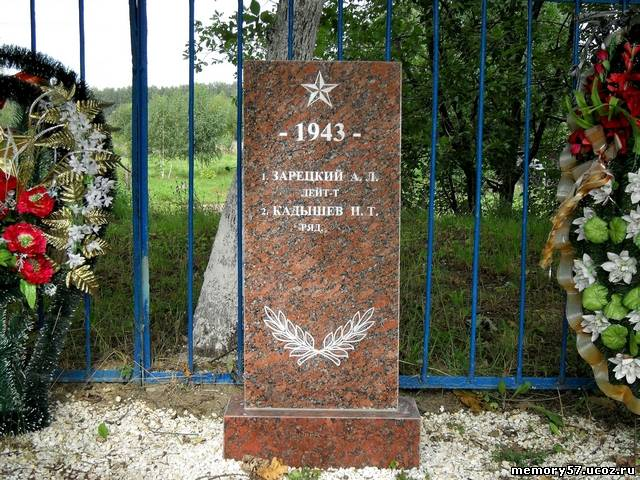 - 1943 -
1. ЗАРЕЦКИЙ А. Л.
ЛЕЙТ-Т
2. КАДЫШЕВ И. Т.
РЯД.
memory57.ucoz.ru